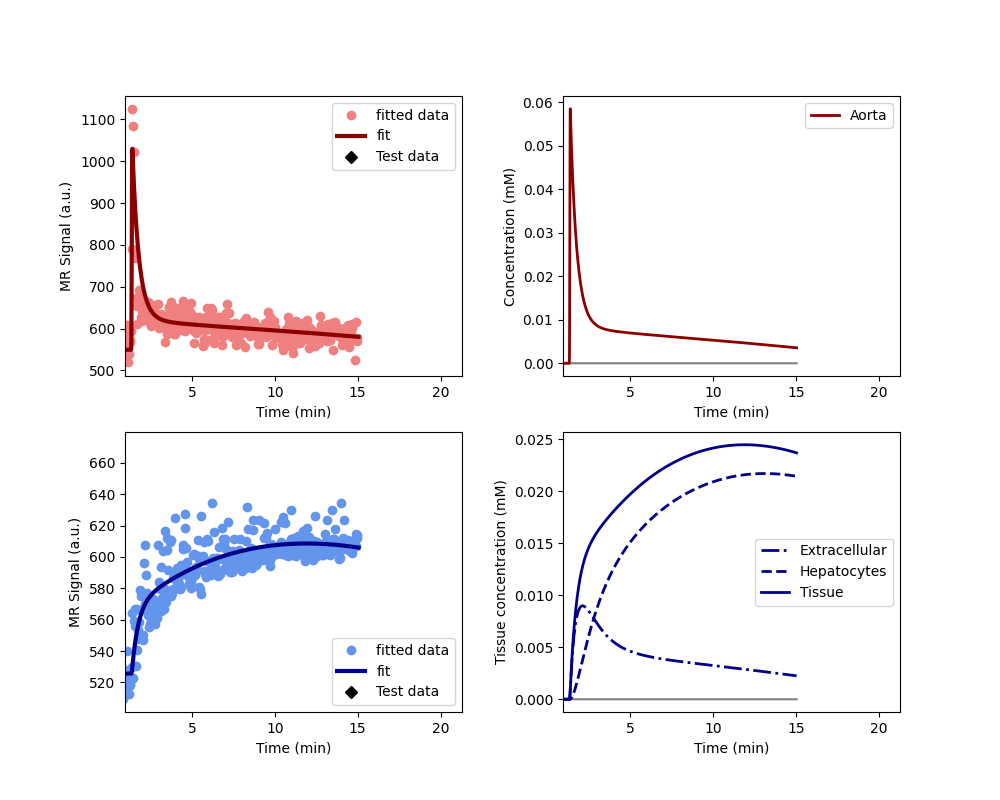 1100
1000
900
800
700
600
500
MR Signal (a.u.)
fitted data
fit
Test data
5
10
15
20
Time (min)
0.06
0.05
0.04
0.03
0.02
0.01
0.00
Concentration (mM)
Aorta
5
10
15
20
Time (min)
660
640
620
600
580
560
540
520
MR Signal (a.u.)
fitted data
fit
Test data
5
10
15
20
Time (min)
0.025
0.020
0.015
0.010
0.005
0.000
Tissue concentration (mM)
Extracellular
Hepatocytes
Tissue
5
10
15
20
Time (min)